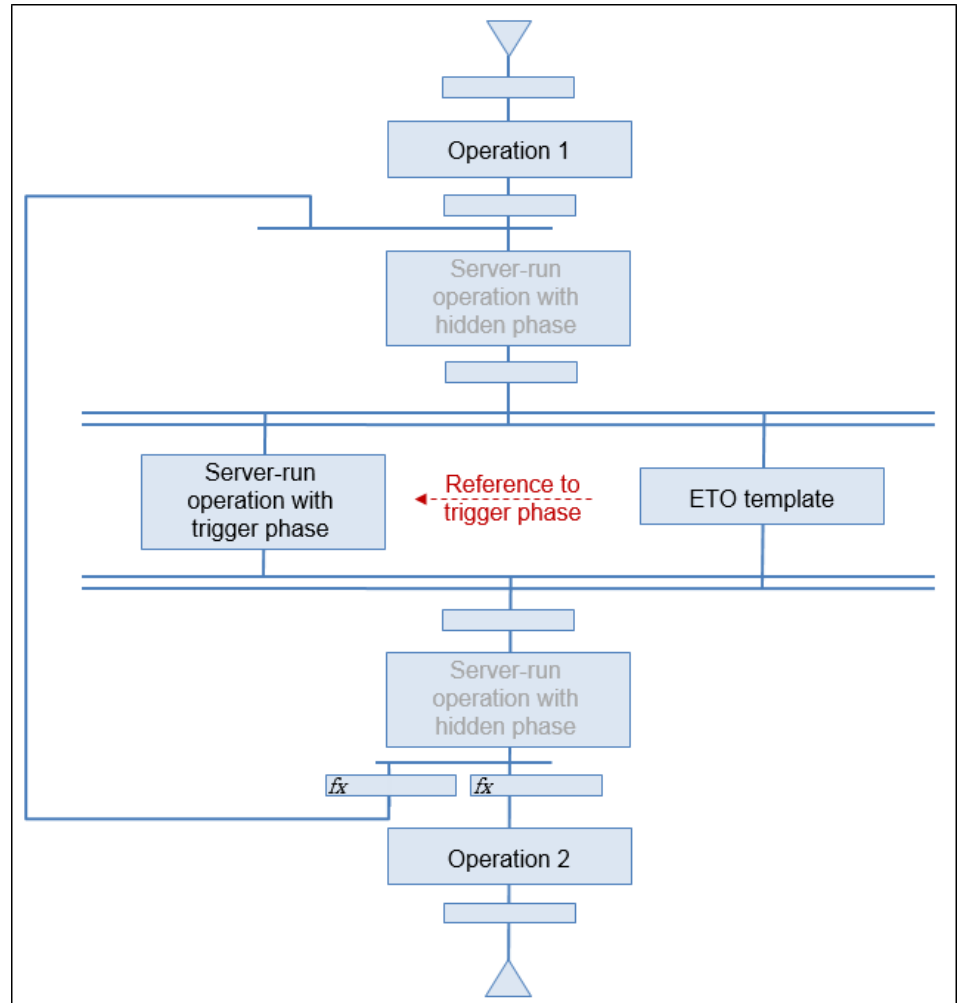 Operation 1
Server-run
operation with
hidden phase
Server-run
operation with
trigger phase
Reference to
trigger phase
ETO template
Server-run
operation with
hidden phase
fx
fx
Operation 2